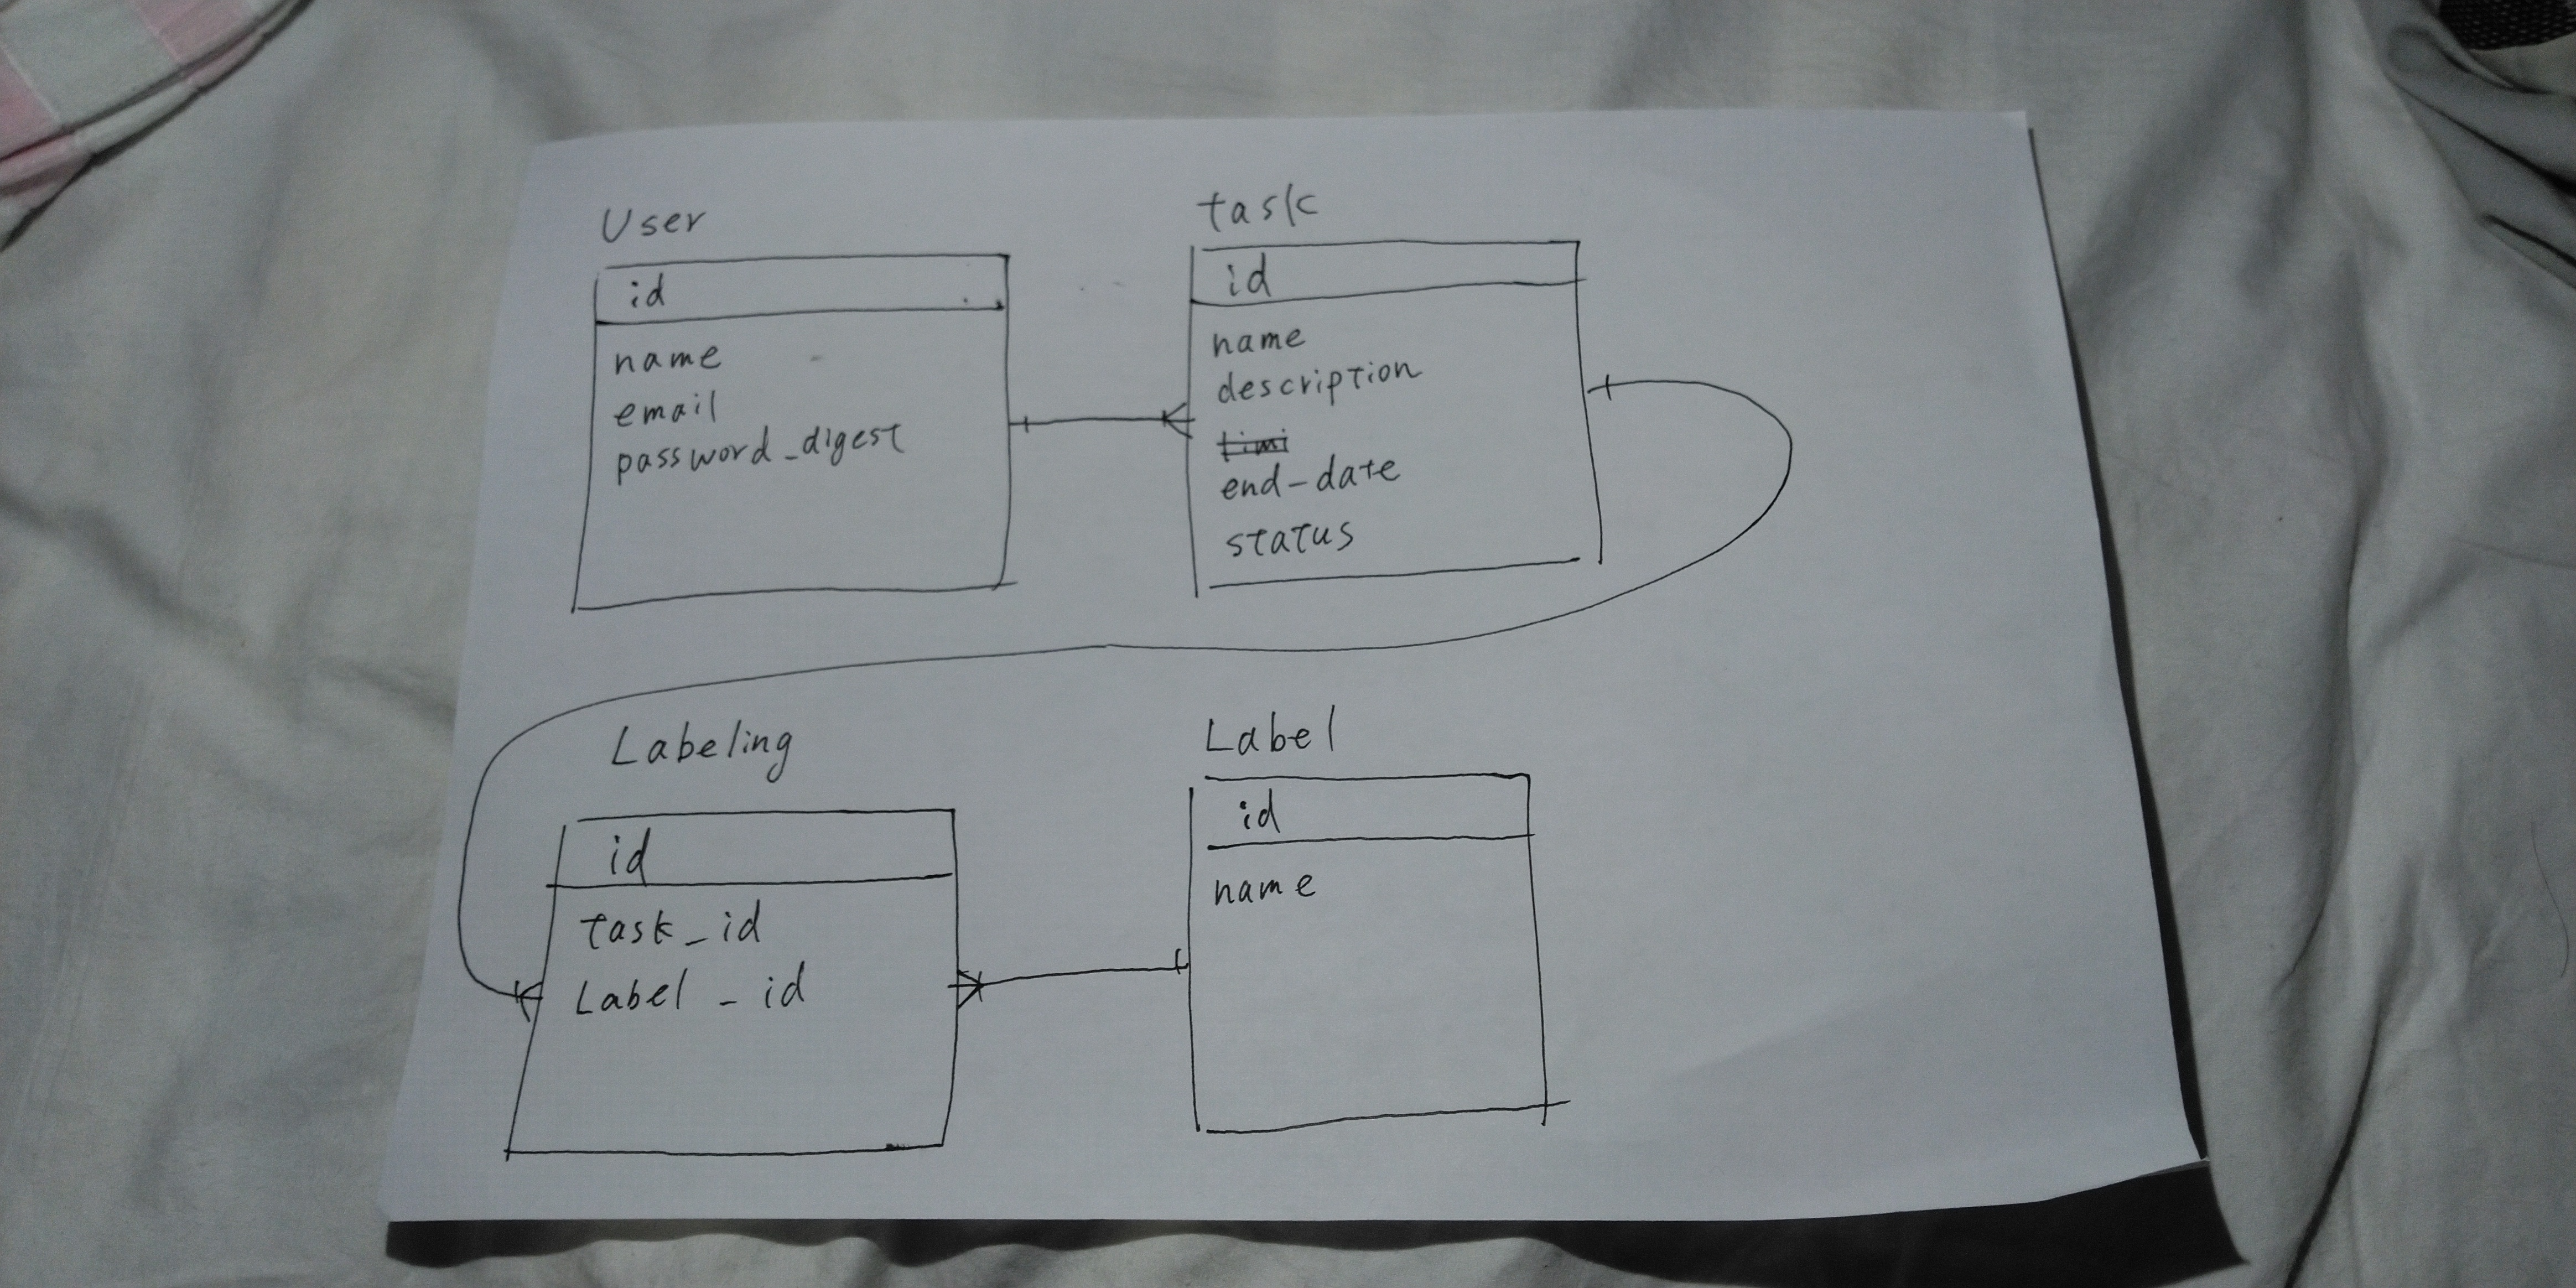 User
id
name
email
password_digest
task
id
name
description
end-date
status
Labeling
id
task_id
Label_id
Label
id
name